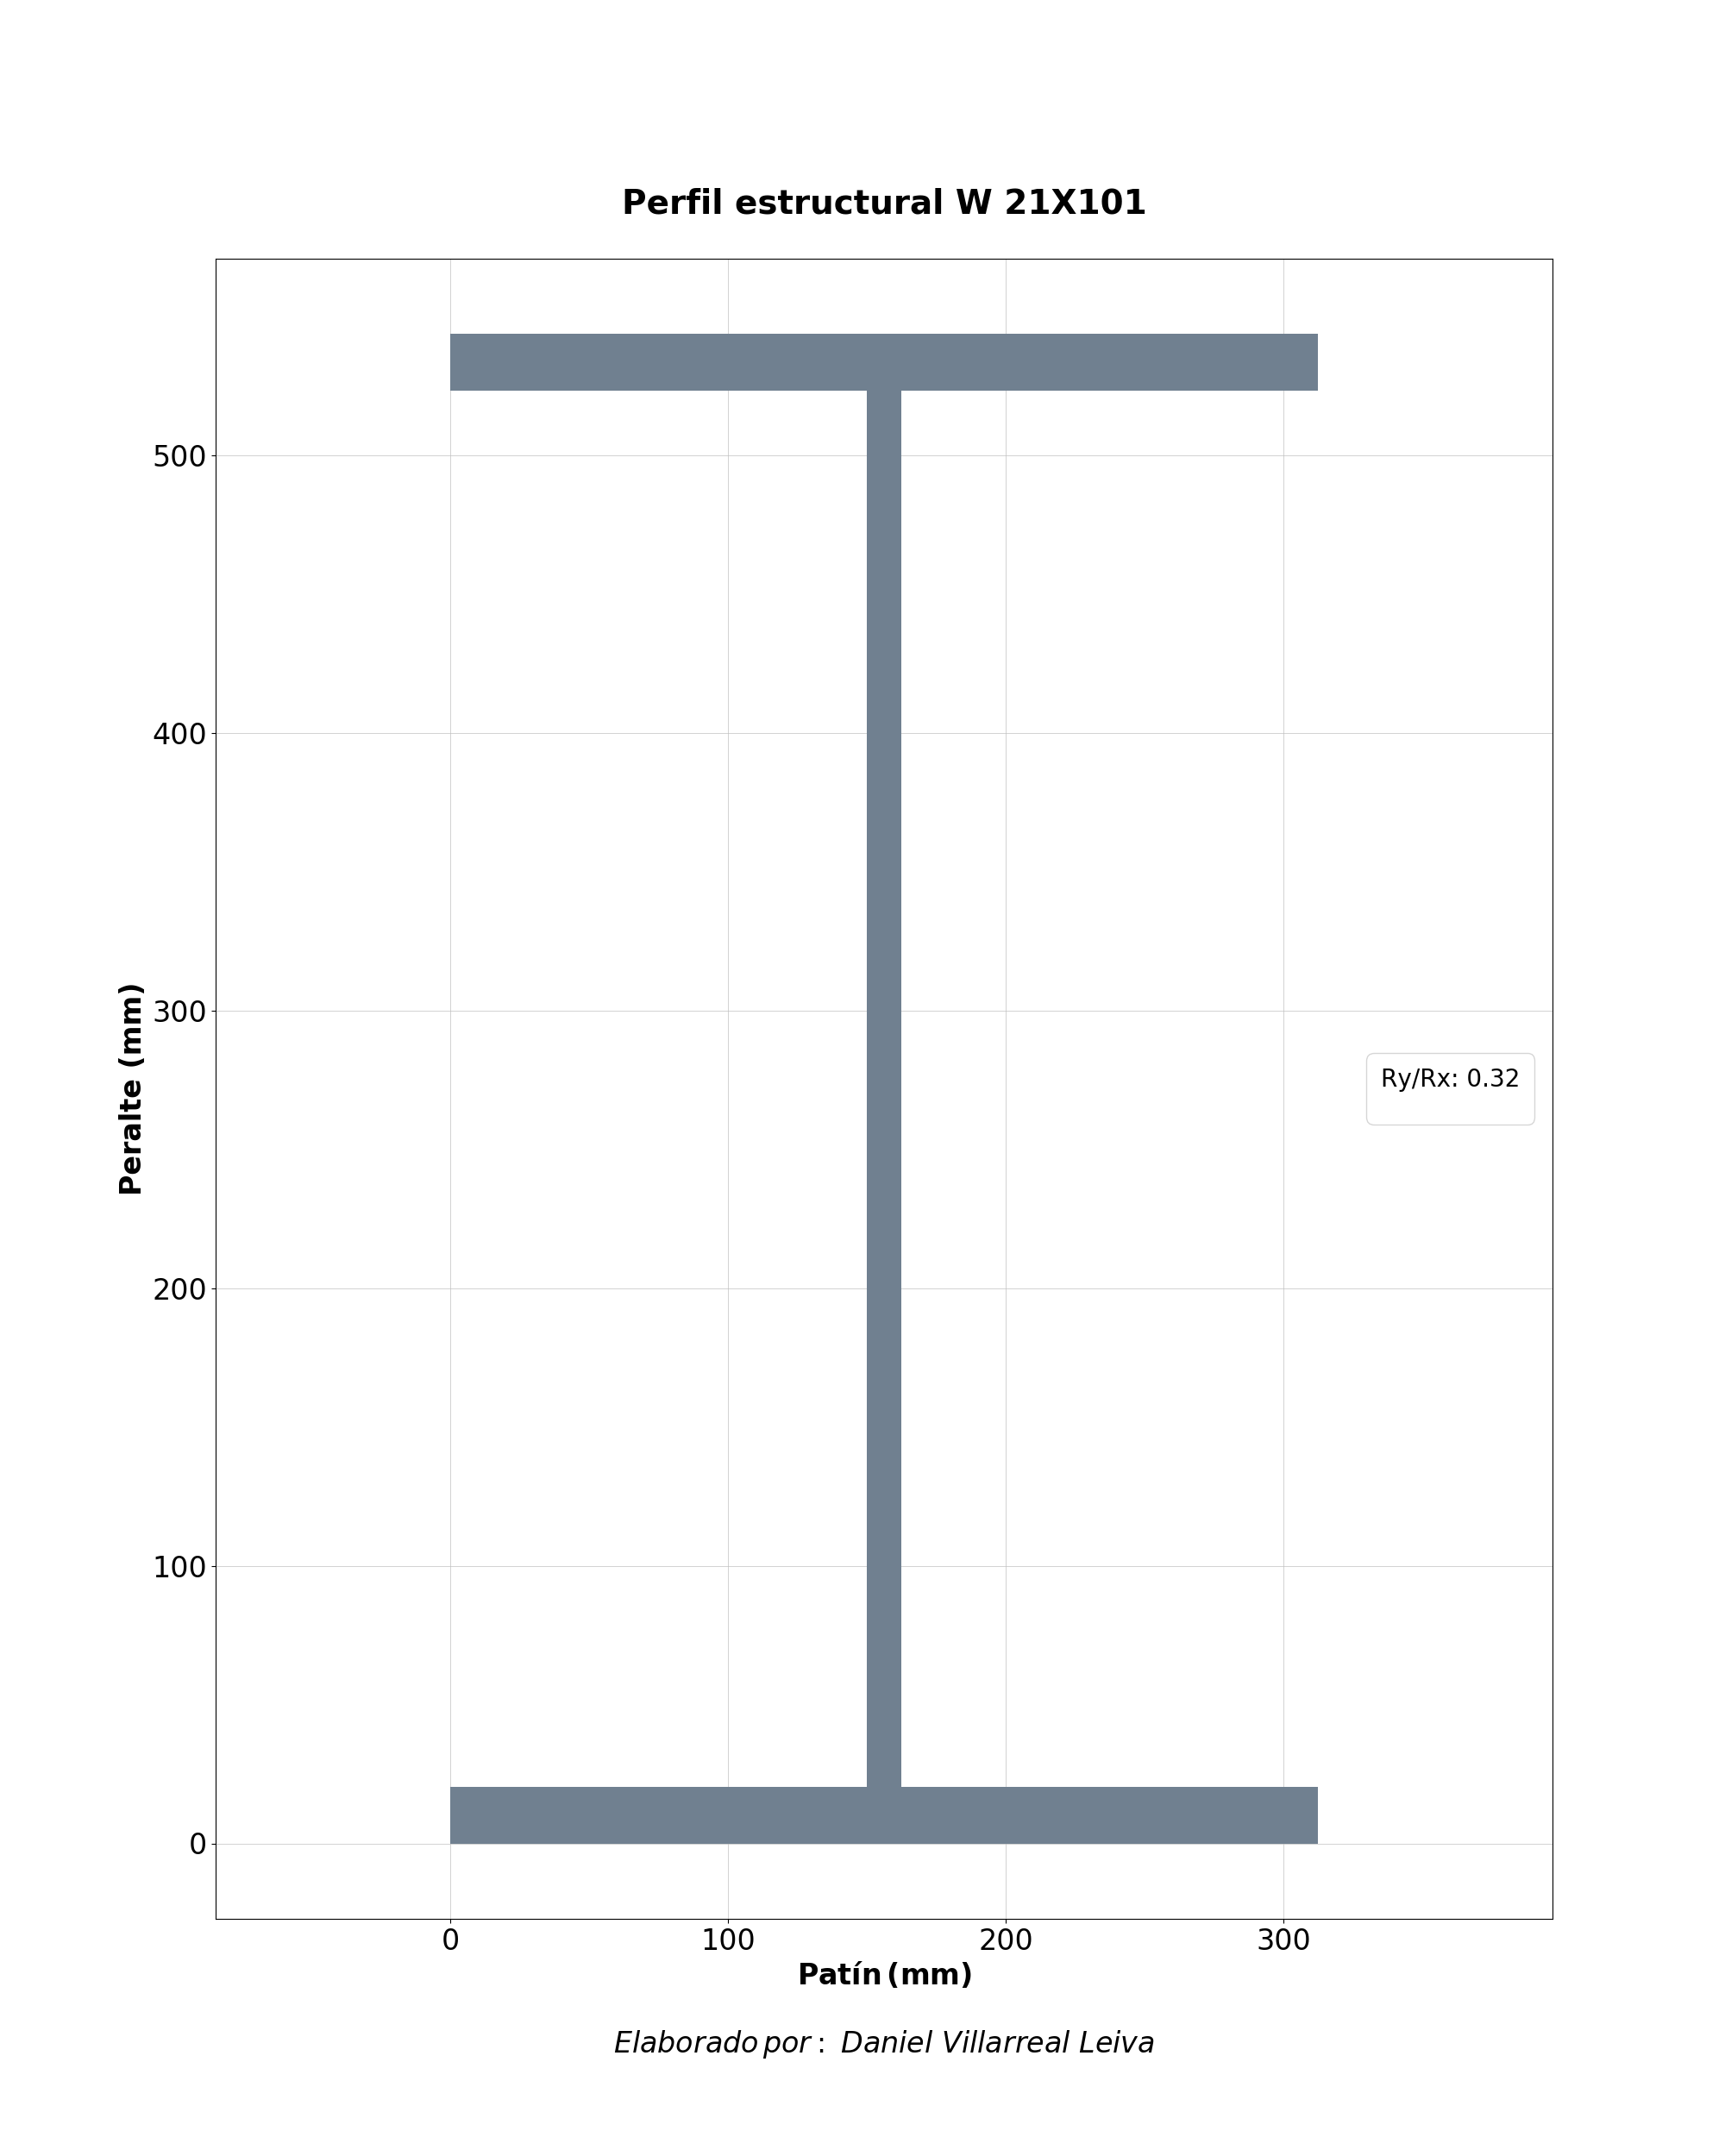 Perfil estructural W 21X101
Peralte (mm)
500
400
300
200
100
0
Ry/Rx: 0.32
0 100 200 300
Patín (mm)
Elaborado por: Daniel Villarreal Leiva